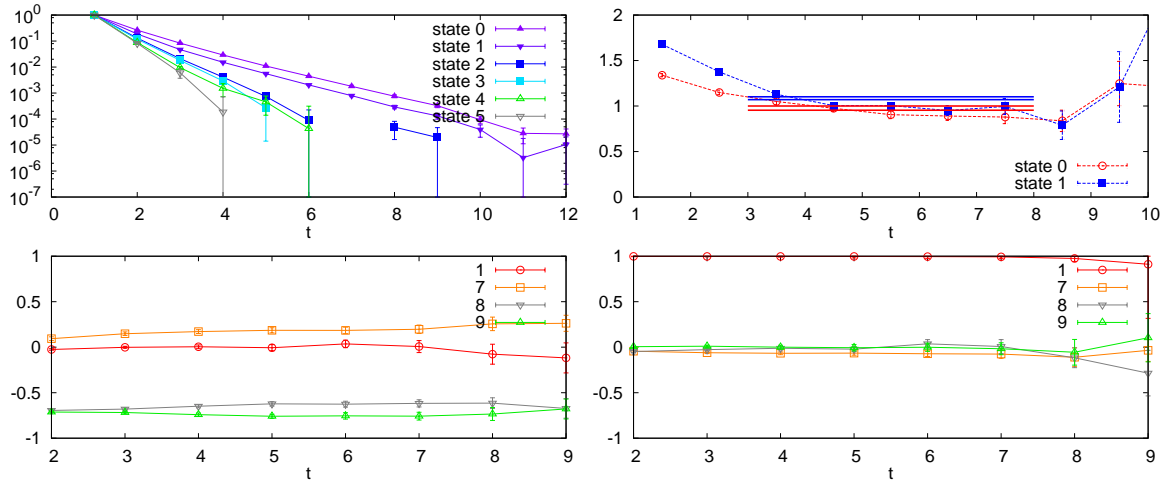 10^0
10^-1
10^-2
10^-3
10^-4
10^-5
10^-6
10^-7
0 2 4 6 8 10 12
t
state 0
state 1
state 2
state 3
state 4
state 5
2
1.5
1
0.5
0
1 2 3 4 5 6 7 8 9 10
t
state 0
state 1
1
0.5
0
-0.5
-1
2 3 4 5 6 7 8 9
t
1
7
8
9
1
0.5
0
-0.5
-1
2 3 4 5 6 7 8 9
t
1
7
8
9